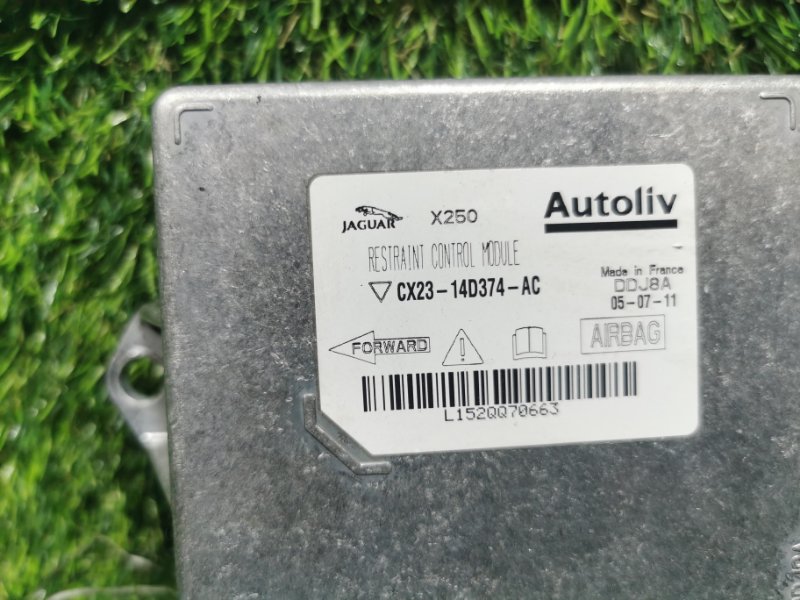 JAGUAR X250 Autoliv
RESTRAINT CONTROL MODULE
CX23-14D374-AC
Made in France
DDJ8A
05-07-11
FORWARD
AIRBAG
L152QQ70663